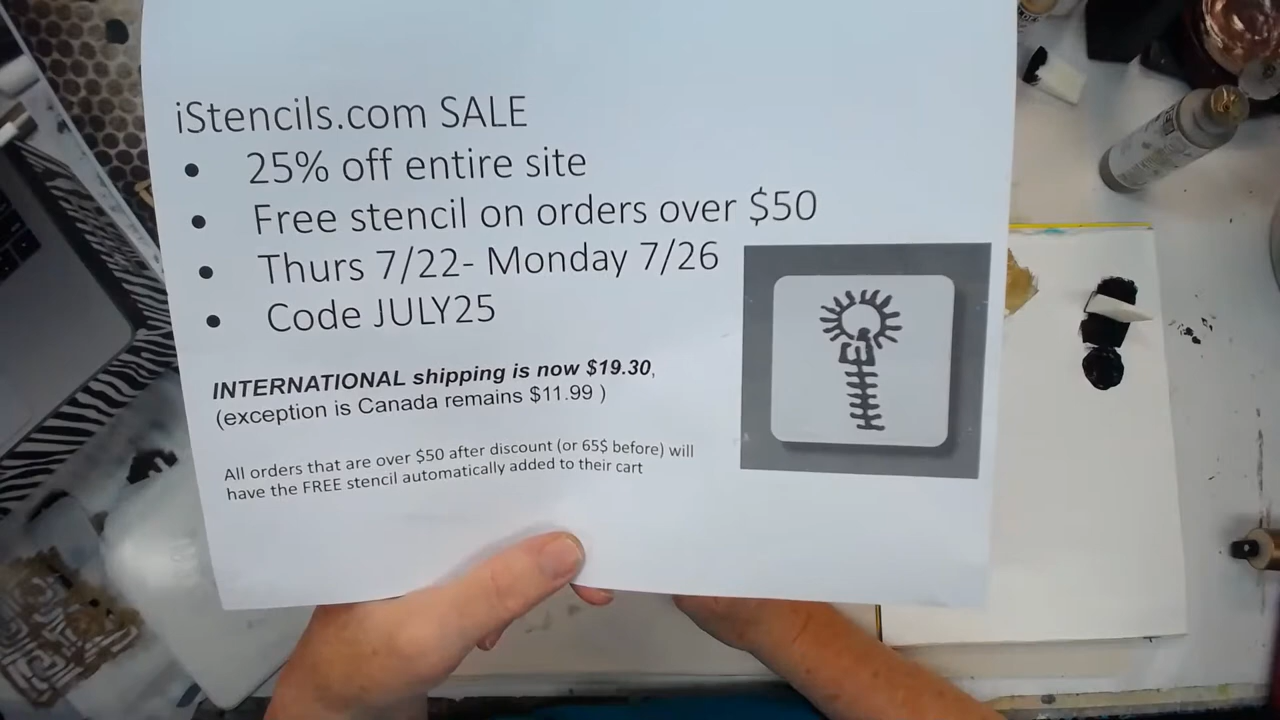 iStencils.com SALE
• 25% off entire site
• Free stencil on orders over $50
• Thurs 7/22- Monday 7/26
• Code JULY25
INTERNATIONAL shipping is now $19.30,
(exception is Canada remains $11.99 )
All orders that are over $50 after discount (or 65$ before) will
have the FREE stencil automatically added to their cart